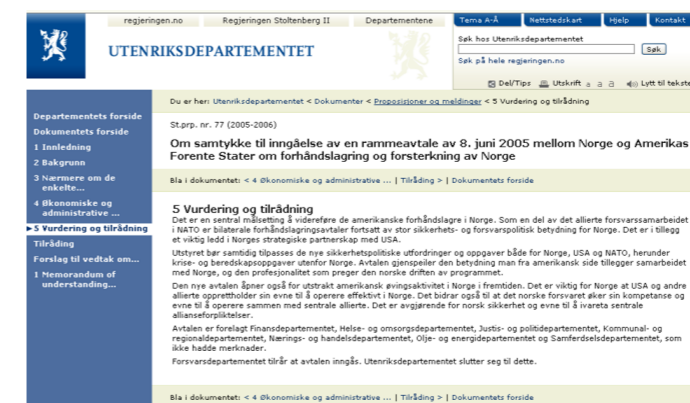 regjeringen.no Regjeringen Stoltenberg II Departementene Tema A-Å Nettstedskart Hjelp Kontakt
UTENRIKSDEPARTEMENTET
Søk hos Utenriksdepartementet
Søk
Søk på hele regjeringen.no
Del/Tips Utskrift a a a Lytt til tekste
Du er her: Utenriksdepartementet < Dokumenter < Proposisjoner og meldinger < 5 Vurdering og tilrådning
Departementets forside
Dokumentets forside
1 Innledning
2 Bakgrunn
3 Nærmere om de
enkelte...
4 Økonomiske og
administrative ...
5 Vurdering og tilrådning
Tilråding
Forslag til vedtak om...
1 Memorandum of
understanding...
St.prp. nr. 77 (2005-2006)
Om samtykke til inngåelse av en rammeavtale av 8. juni 2005 mellom Norge og Amerikas
Forente Stater om forhåndslagring og forsterkning av Norge
Bla i dokumentet: < 4 Økonomiske og administrative ... | Tilråding > | Dokumentets forside
5 Vurdering og tilrådning
Det er en sentral målsetting å videreføre de amerikanske forhåndslagre i Norge. Som en del av det allierte forsvarssamarbeidet
i NATO er bilaterale forhåndslagringsavtaler fortsatt av stor sikkerhets- og forsvarspolitisk betydning for Norge. Det er i tillegg
et viktig ledd i Norges strategiske partnerskap med USA.
Utstyret bør samtidig tilpasses de nye sikkerhetspolitiske utfordringer og oppgaver både for Norge, USA og NATO, herunder
krise- og beredskapsoppgaver utenfor Norge. Avtalen gjenspeiler den betydning man fra amerikansk side tillegger samarbeidet
med Norge, og den profesjonalitet som preger den norske driften av programmet.
Den nye avtalen åpner også for utstrakt amerikansk øvingsaktivitet i Norge i fremtiden. Det er viktig for Norge at USA og andre
allierte opprettholder sin evne til å operere effektivt i Norge. Det bidrar også til at det norske forsvaret øker sin kompetanse og
evne til å operere sammen med sentrale allierte. Det er avgjørende for norsk sikkerhet og evne til å ivareta sentrale
allianseforpliktelser.
Avtalen er forelagt Finansdepartementet, Helse- og omsorgsdepartementet, Justis- og politidepartementet, Kommunal- og
regionaldepartementet, Nærings- og handelsdepartementet, Olje- og energidepartementet og Samferdselsdepartementet, som
ikke hadde merknader.
Forsvarsdepartementet tilrår at avtalen inngås. Utenriksdepartementet slutter seg til dette.
Bla i dokumentet: < 4 Økonomiske og administrative ... | Tilråding > | Dokumentets forside